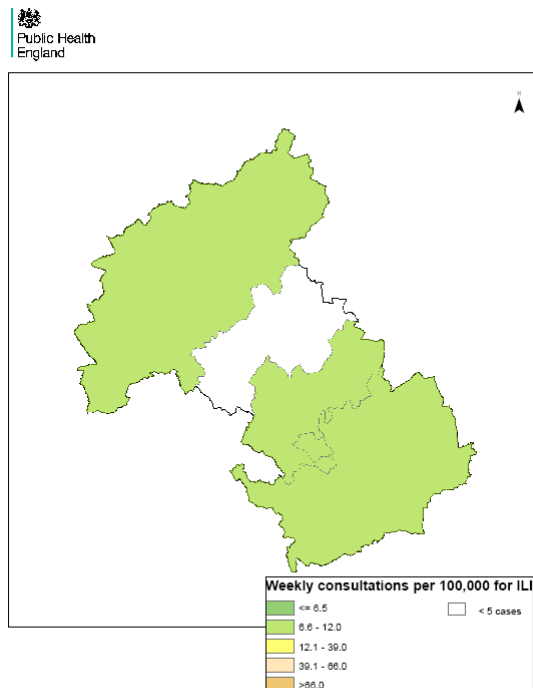 Public Health
England
N
Weekly consultations per 100,000 for ILI
<= 6.5
< 5 cases
6.6 - 12.0
12.1 - 39.0
39.1 - 66.0
>66.0